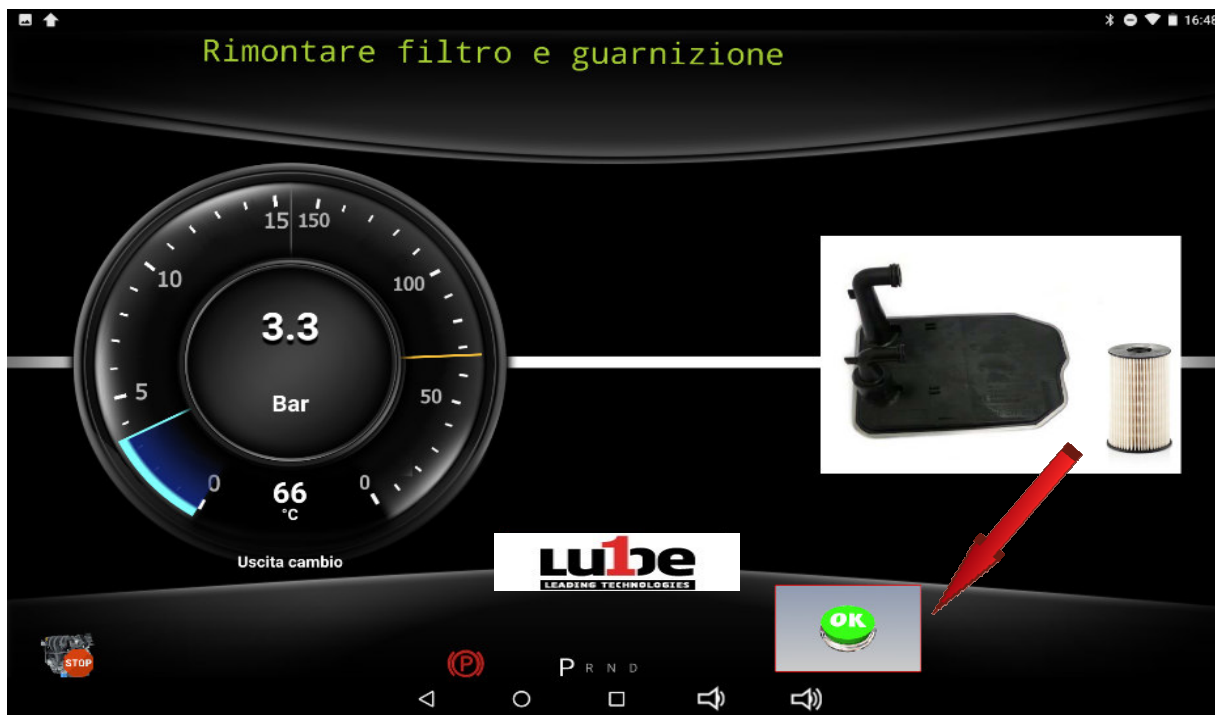 16:48
Rimontare filtro e guarnizione
15 150
10
100
3.3
5
Bar
50
0
66
0
°C
Uscita cambio
Lu1be
LEADING TECHNOLOGIES
OK
STOP
P
P R N D